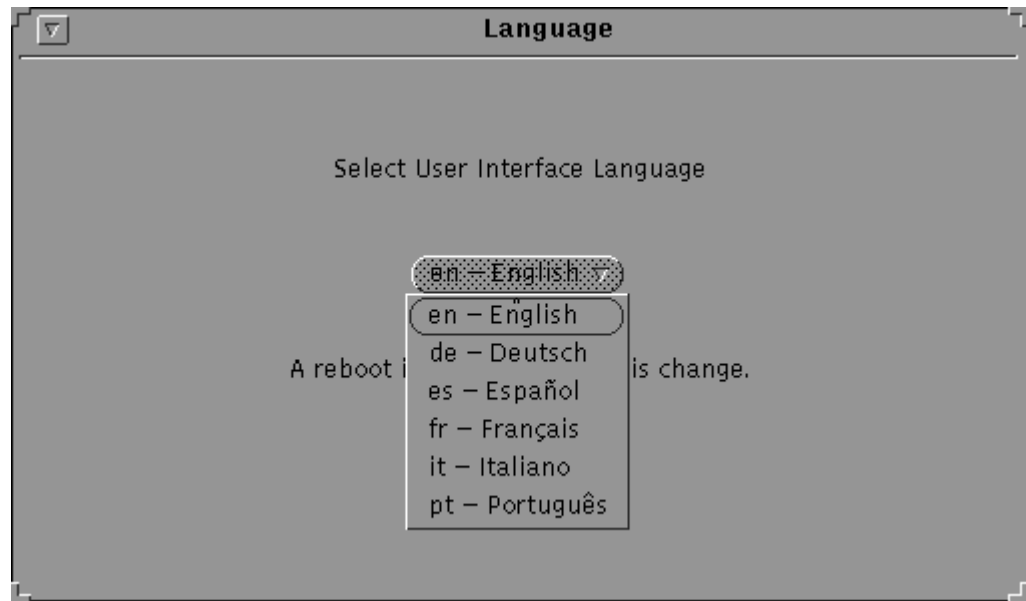 Language
Select User Interface Language
en – English
en – English
de – Deutsch
A reboot i is change.
es – Español
fr – Français
it – Italiano
pt – Português